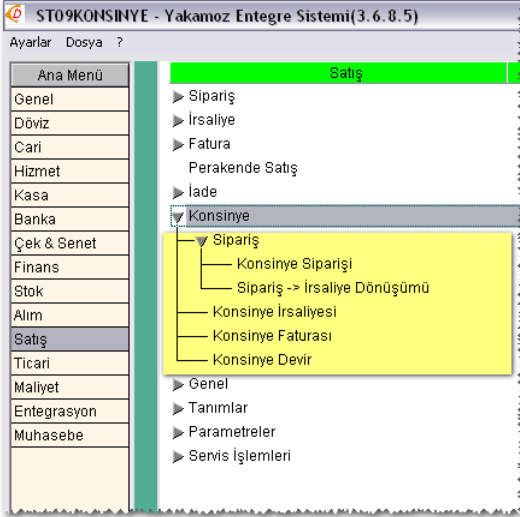 ST09KONSINYE - Yakamoz Entegre Sistemi(3.6.8.5)
Ayarlar Dosya ?
Ana Menü
Genel
Döviz
Cari
Hizmet
Kasa
Banka
Çek & Senet
Finans
Stok
Alım
Satış
Ticari
Maliyet
Entegrasyon
Muhasebe
Satış
Sipariş
İrsaliye
Fatura
Perakende Satış
İade
Konsinye
Sipariş
Konsinye Siparişi
Sipariş -> İrsaliye Dönüşümü
Konsinye İrsaliyesi
Konsinye Faturası
Konsinye Devir
Genel
Tanımlar
Parametreler
Servis İşlemleri